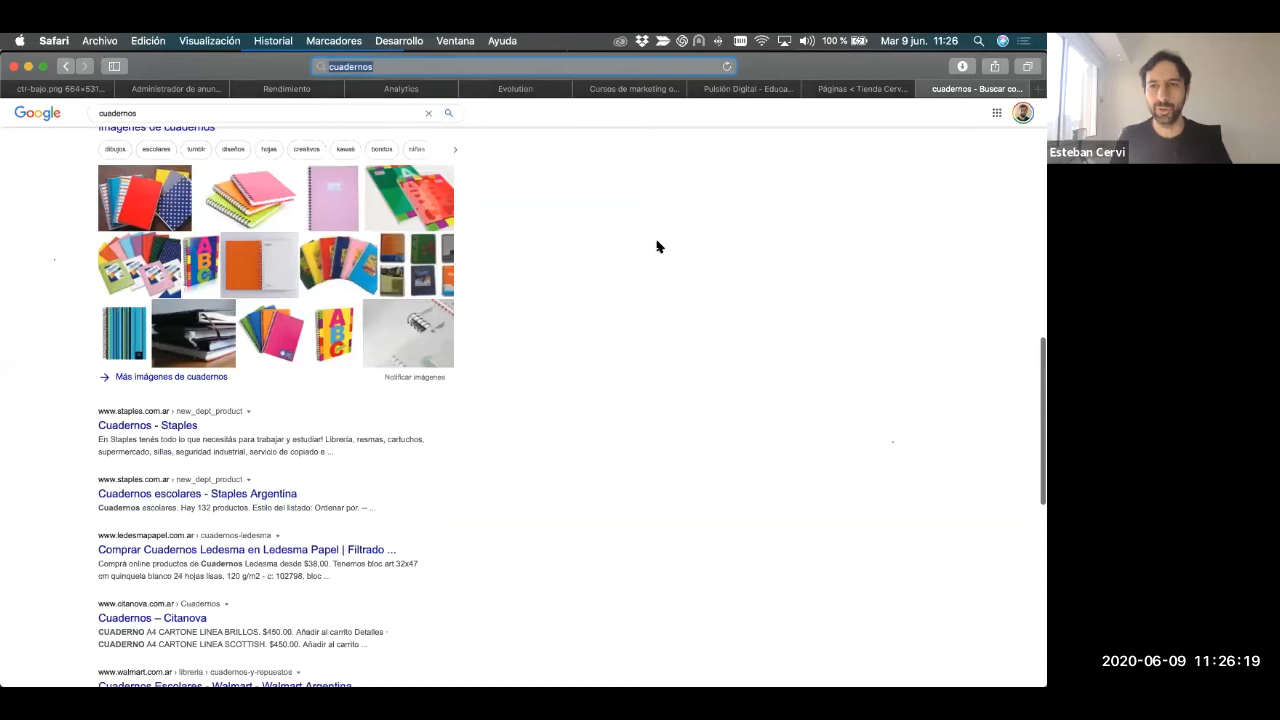 Safari Archivo Edición Visualización Historial Marcadores Desarrollo Ventana Ayuda 100 % Mar 9 jun. 11:26
cuadernos
ctr-bajo.png 664×531... Administrador de anun... Rendimiento Analytics Evolution Cursos de marketing o... Pulsión Digital - Educa... Páginas < Tienda Cerv... cuadernos - Buscar co...
Google cuadernos
Imágenes de cuadernos
dibujos escolares tumblr diseños hojas creativos kawaii bonitos niñas
Más imágenes de cuadernos Notificar imágenes
www.staples.com.ar › new_dept_product
Cuadernos - Staples
En Staples tenés todo lo que necesitás para trabajar y estudiar! Librería, resmas, cartuchos,
supermercado, sillas, seguridad industrial, servicio de copiado e ...
www.staples.com.ar › new_dept_product
Cuadernos escolares - Staples Argentina
Cuadernos escolares. Hay 132 productos. Estilo del listado: Ordenar por. -- ...
www.ledesmapapel.com.ar › cuadernos-ledesma
Comprar Cuadernos Ledesma en Ledesma Papel | Filtrado ...
Comprá online productos de Cuadernos Ledesma desde $38,00. Tenemos bloc art 32x47
cm quinquela blanco 24 hojas lisas, 120 g/m2 - c: 102798, bloc ...
www.citanova.com.ar › Cuadernos
Cuadernos – Citanova
CUADERNO A4 CARTONE LINEA BRILLOS. $450.00. Añadir al carrito Detalles ·
CUADERNO A4 CARTONE LINEA SCOTTISH. $450.00. Añadir al carrito ...
www.walmart.com.ar › libreria › cuadernos-y-repuestos
Cuadernos Escolares - Walmart - Walmart Argentina
Esteban Cervi
2020-06-09 11:26:19